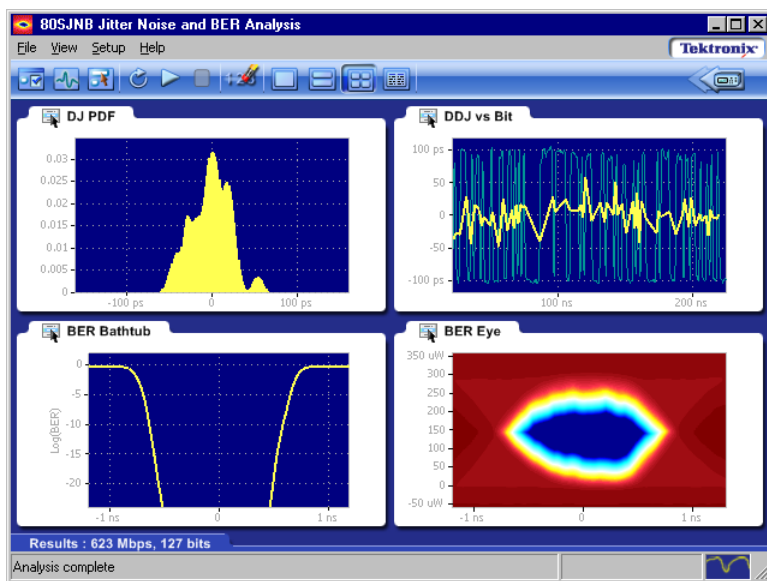 80SJNB Jitter Noise and BER Analysis
File View Setup Help
Tektronix
DJ PDF
0.03
0.025
0.02
0.015
0.01
0.005
0
-100 ps 0 100 ps
DDJ vs Bit
100 ps
50
0
-50
-100 ps
100 ns 200 ns
BER Bathtub
Log(BER)
0
-5
-10
-15
-20
-1 ns 0 1 ns
BER Eye
350 uW
300
250
200
150
100
50
0
-50 uW
-1 ns 0 1 ns
Results : 623 Mbps, 127 bits
Analysis complete